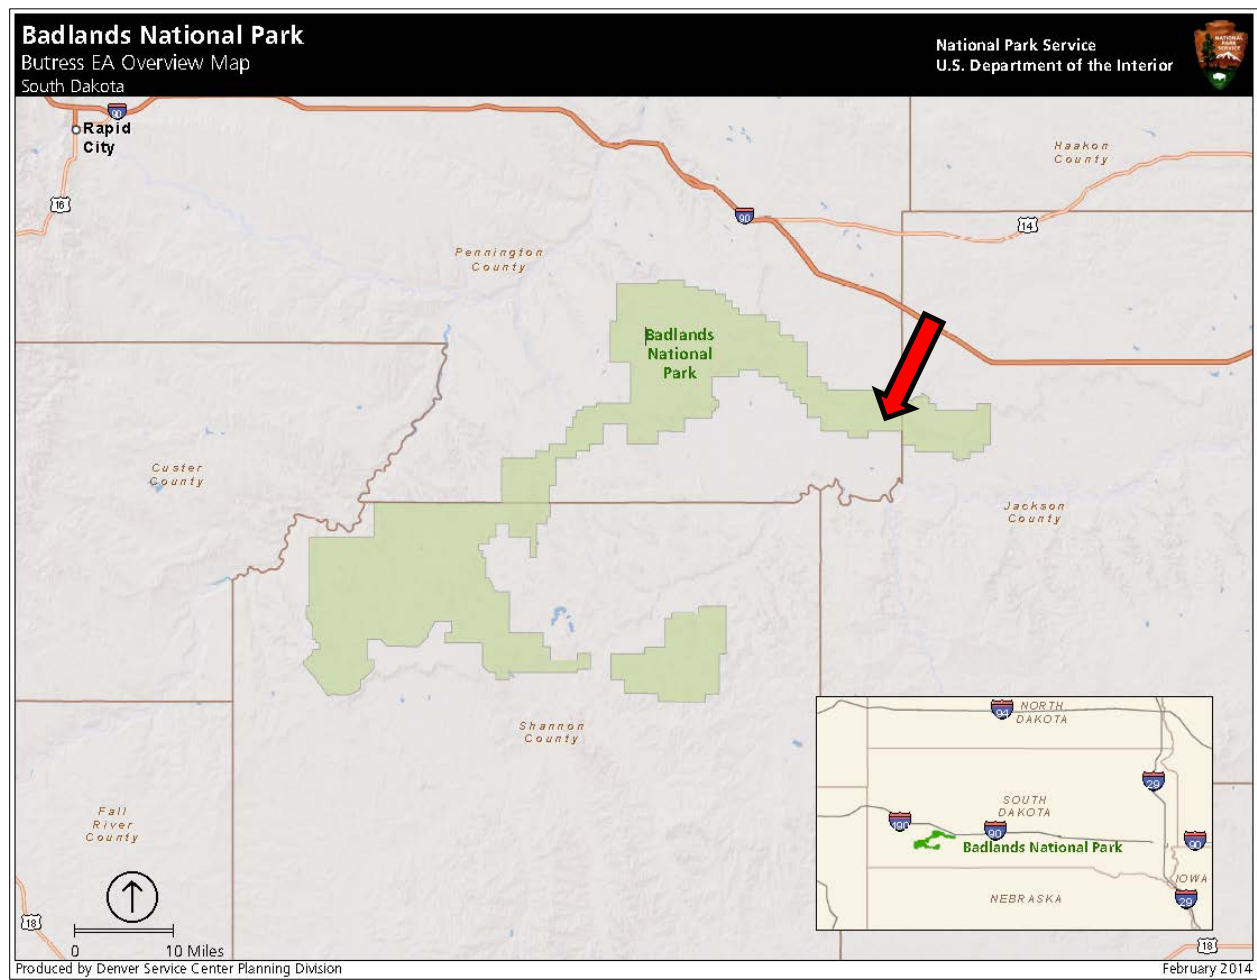 Badlands National Park
Butress EA Overview Map
South Dakota
National Park Service
U.S. Department of the Interior
NATIONAL
PARK
SERVICE
90
Rapid
City
16
Haakon
County
90
14
Pennington
County
Badlands
National
Park
Custer
County
Jackson
County
Shannon
County
Fall
River
County
18
0 10 Miles
94
NORTH
DAKOTA
29
SOUTH
DAKOTA
190
90
Badlands National Park
90
IOWA
NEBRASKA
29
18
Produced by Denver Service Center Planning Division
February 2014